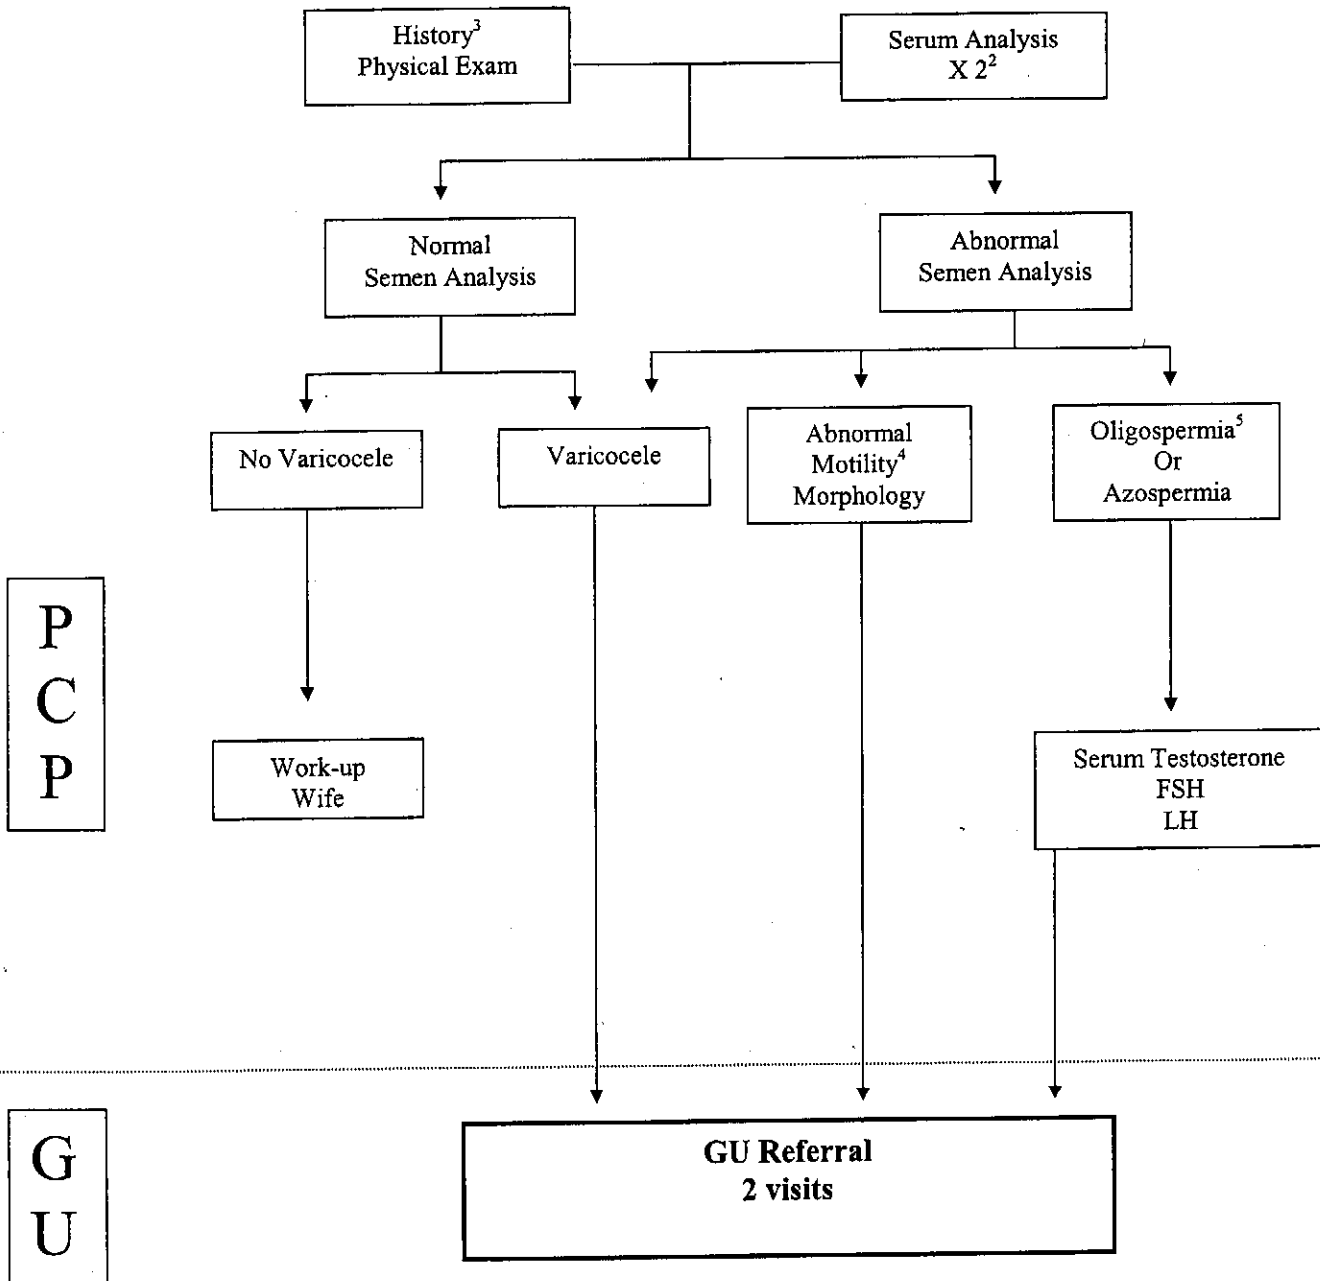 History³
Physical Exam
Serum Analysis
X 2²
Normal
Semen Analysis
Abnormal
Semen Analysis
No Varicocele
Varicocele
Abnormal
Motility⁴
Morphology
Oligospermia⁵
Or
Azospermia
P
C
P
Work-up
Wife
Serum Testosterone
FSH
LH
G
U
GU Referral
2 visits